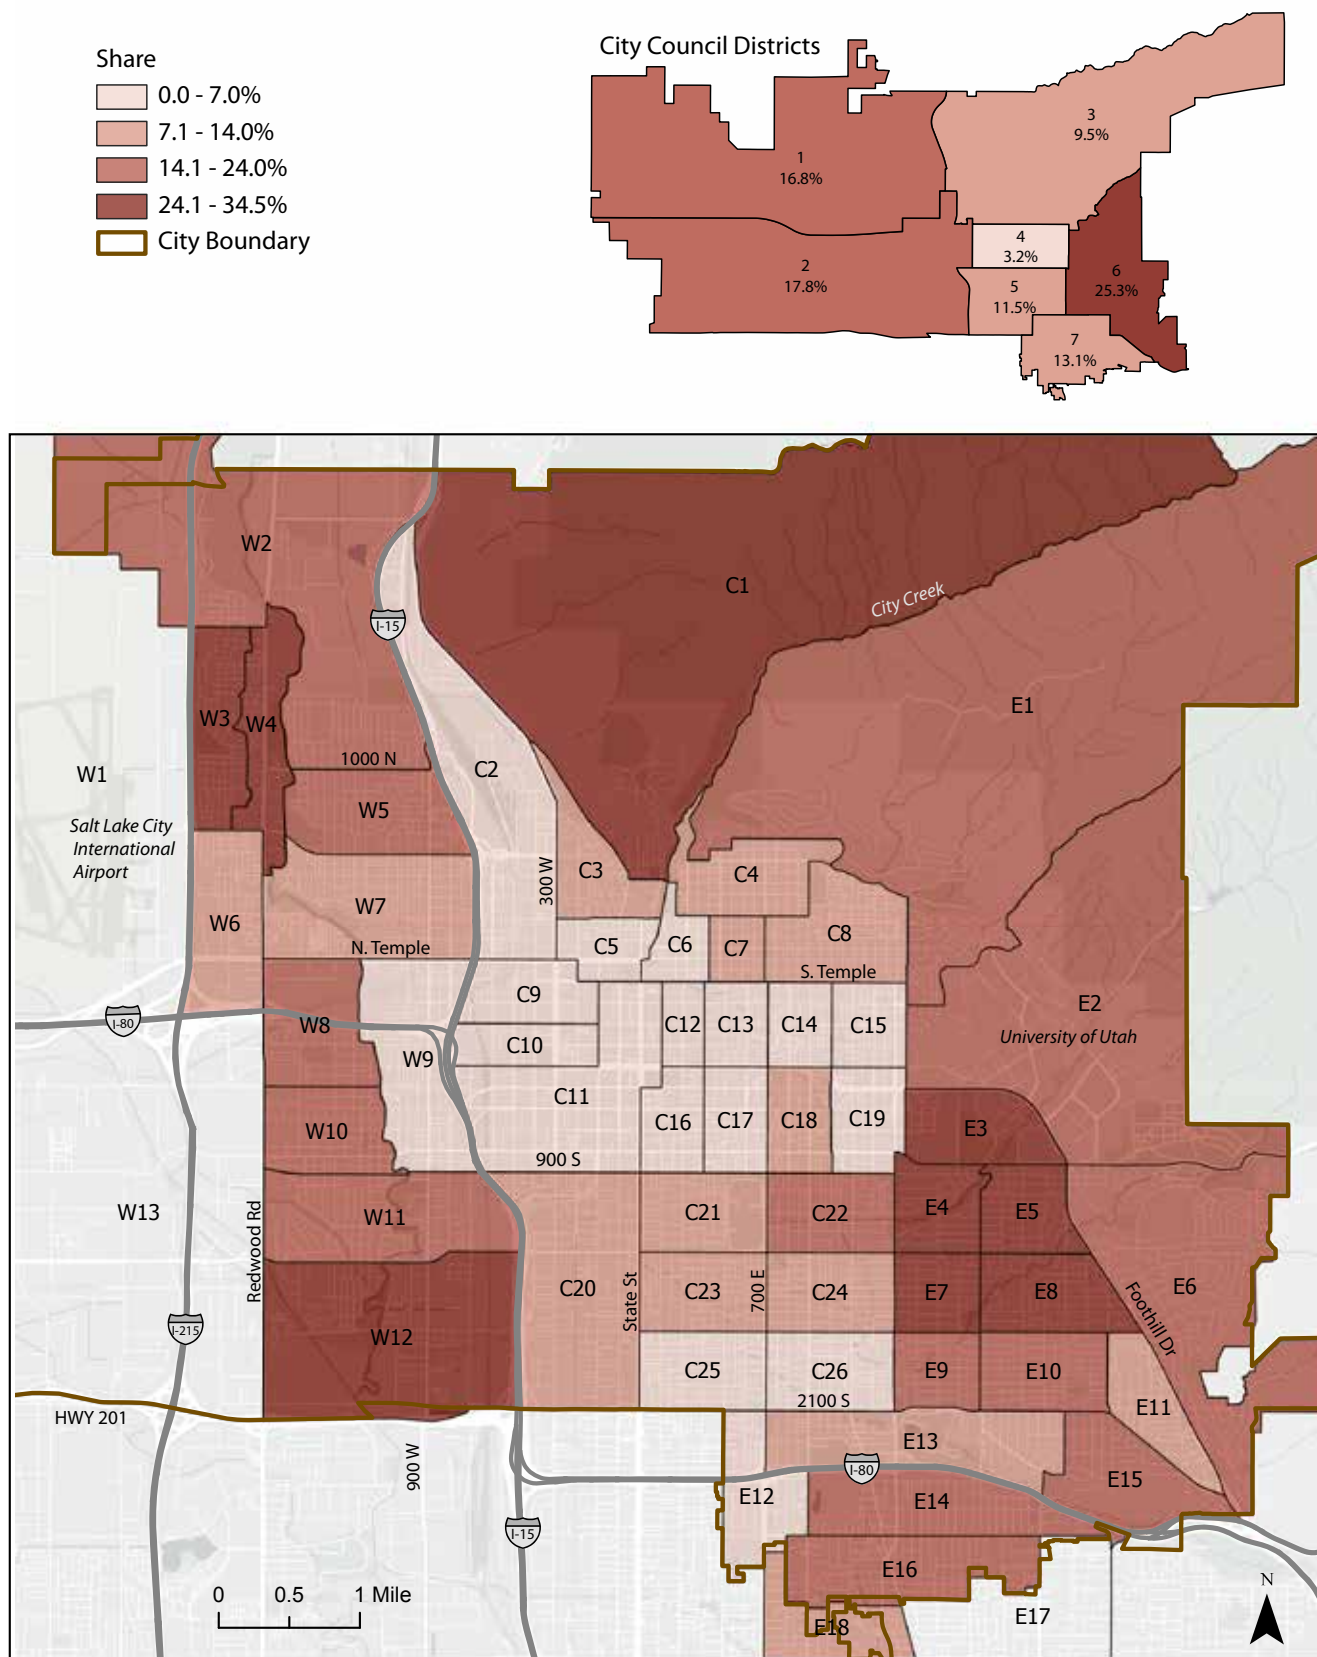 Share
0.0 - 7.0%
7.1 - 14.0%
14.1 - 24.0%
24.1 - 34.5%
City Boundary
City Council Districts
1
16.8%
2
17.8%
3
9.5%
4
3.2%
5
11.5%
6
25.3%
7
13.1%
W2
C1
City Creek
I-15
W3
W4
E1
1000 N
C2
W1
W5
Salt Lake City
International
Airport
300 W
C3
C4
W6
W7
N. Temple
C5
C6
C7
C8
S. Temple
C9
I-80
W8
W9
C10
C12
C13
C14
C15
E2
University of Utah
C11
W10
C16
C17
C18
C19
E3
900 S
W13
Redwood Rd
W11
C21
C22
E4
E5
C20
State St
C23
700 E
C24
E7
E8
Foothill Dr
E6
I-215
W12
C25
C26
2100 S
E9
E10
E11
HWY 201
900 W
E13
I-80
E12
E14
E15
I-15
E16
0 0.5 1 Mile
E18
E17
N